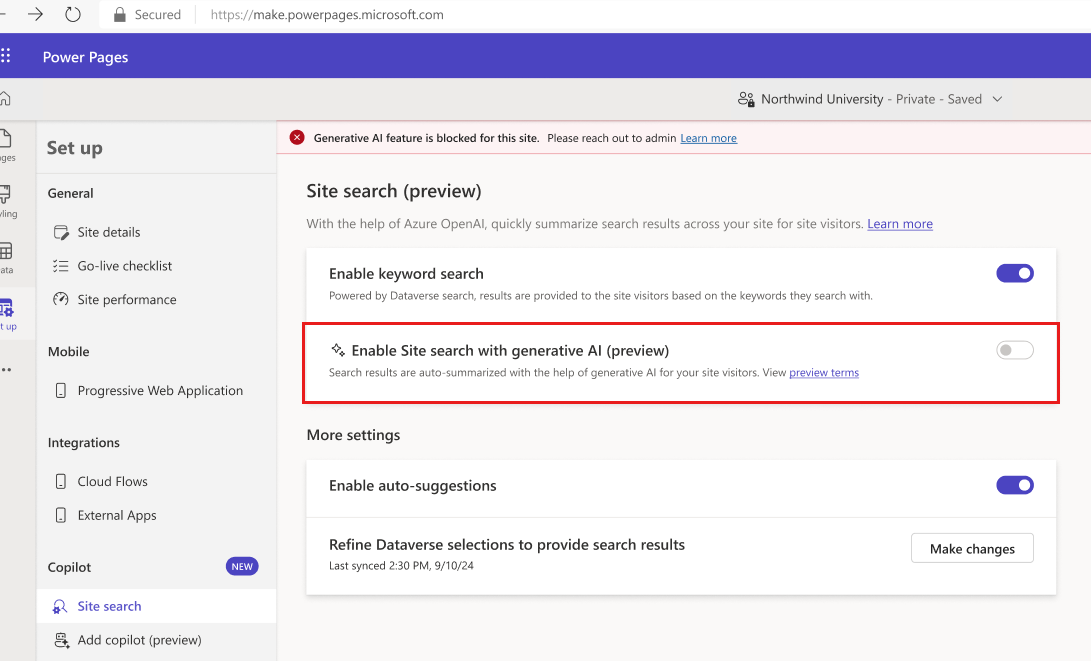 Secured https://make.powerpages.microsoft.com
Power Pages
Northwind University - Private - Saved
Generative AI feature is blocked for this site. Please reach out to admin Learn more
Set up
General
Site details
Go-live checklist
Site performance
Mobile
Progressive Web Application
Integrations
Cloud Flows
External Apps
Copilot NEW
Site search
Add copilot (preview)
Site search (preview)
With the help of Azure OpenAI, quickly summarize search results across your site for site visitors. Learn more
Enable keyword search
Powered by Dataverse search, results are provided to the site visitors based on the keywords they search with.
Enable Site search with generative AI (preview)
Search results are auto-summarized with the help of generative AI for your site visitors. View preview terms
More settings
Enable auto-suggestions
Refine Dataverse selections to provide search results
Last synced 2:30 PM, 9/10/24
Make changes